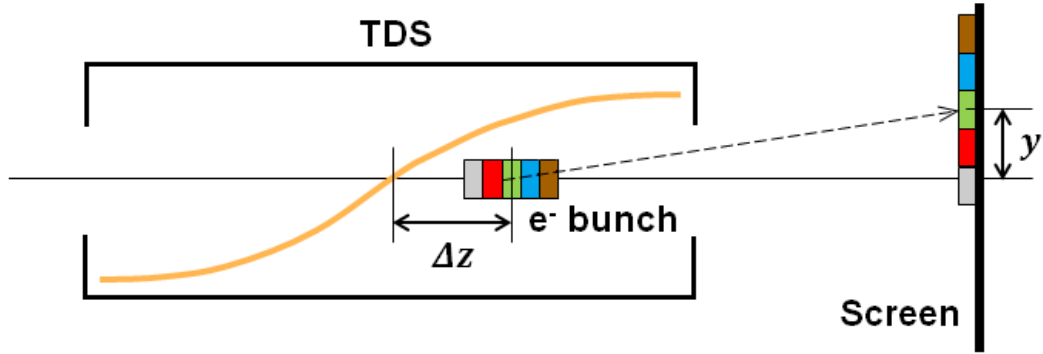 TDS
y
e⁻ bunch
Δz
Screen